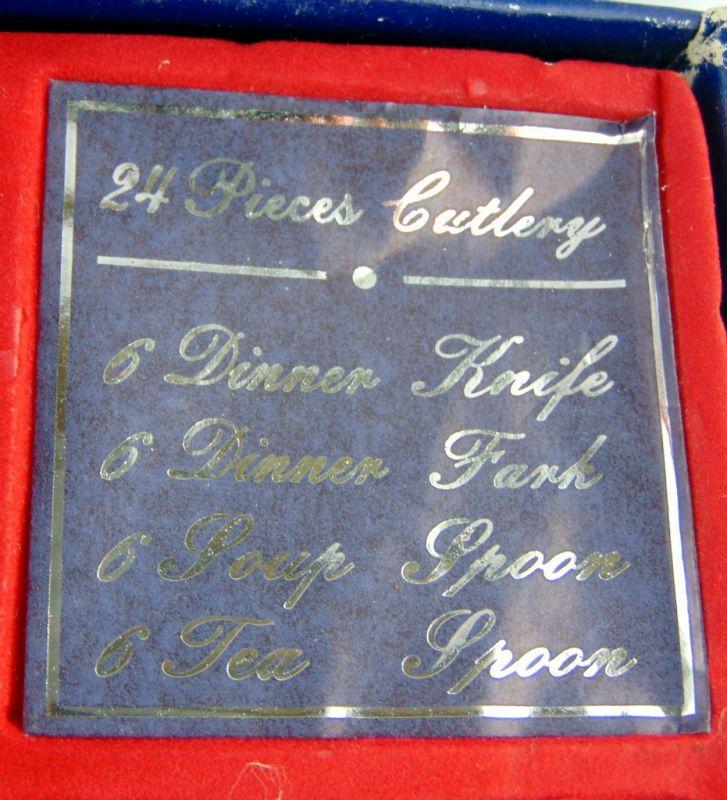 24 Pieces Cutlery
6 Dinner Knife
6 Dinner Fark
6 Soup Spoon
6 Tea Spoon